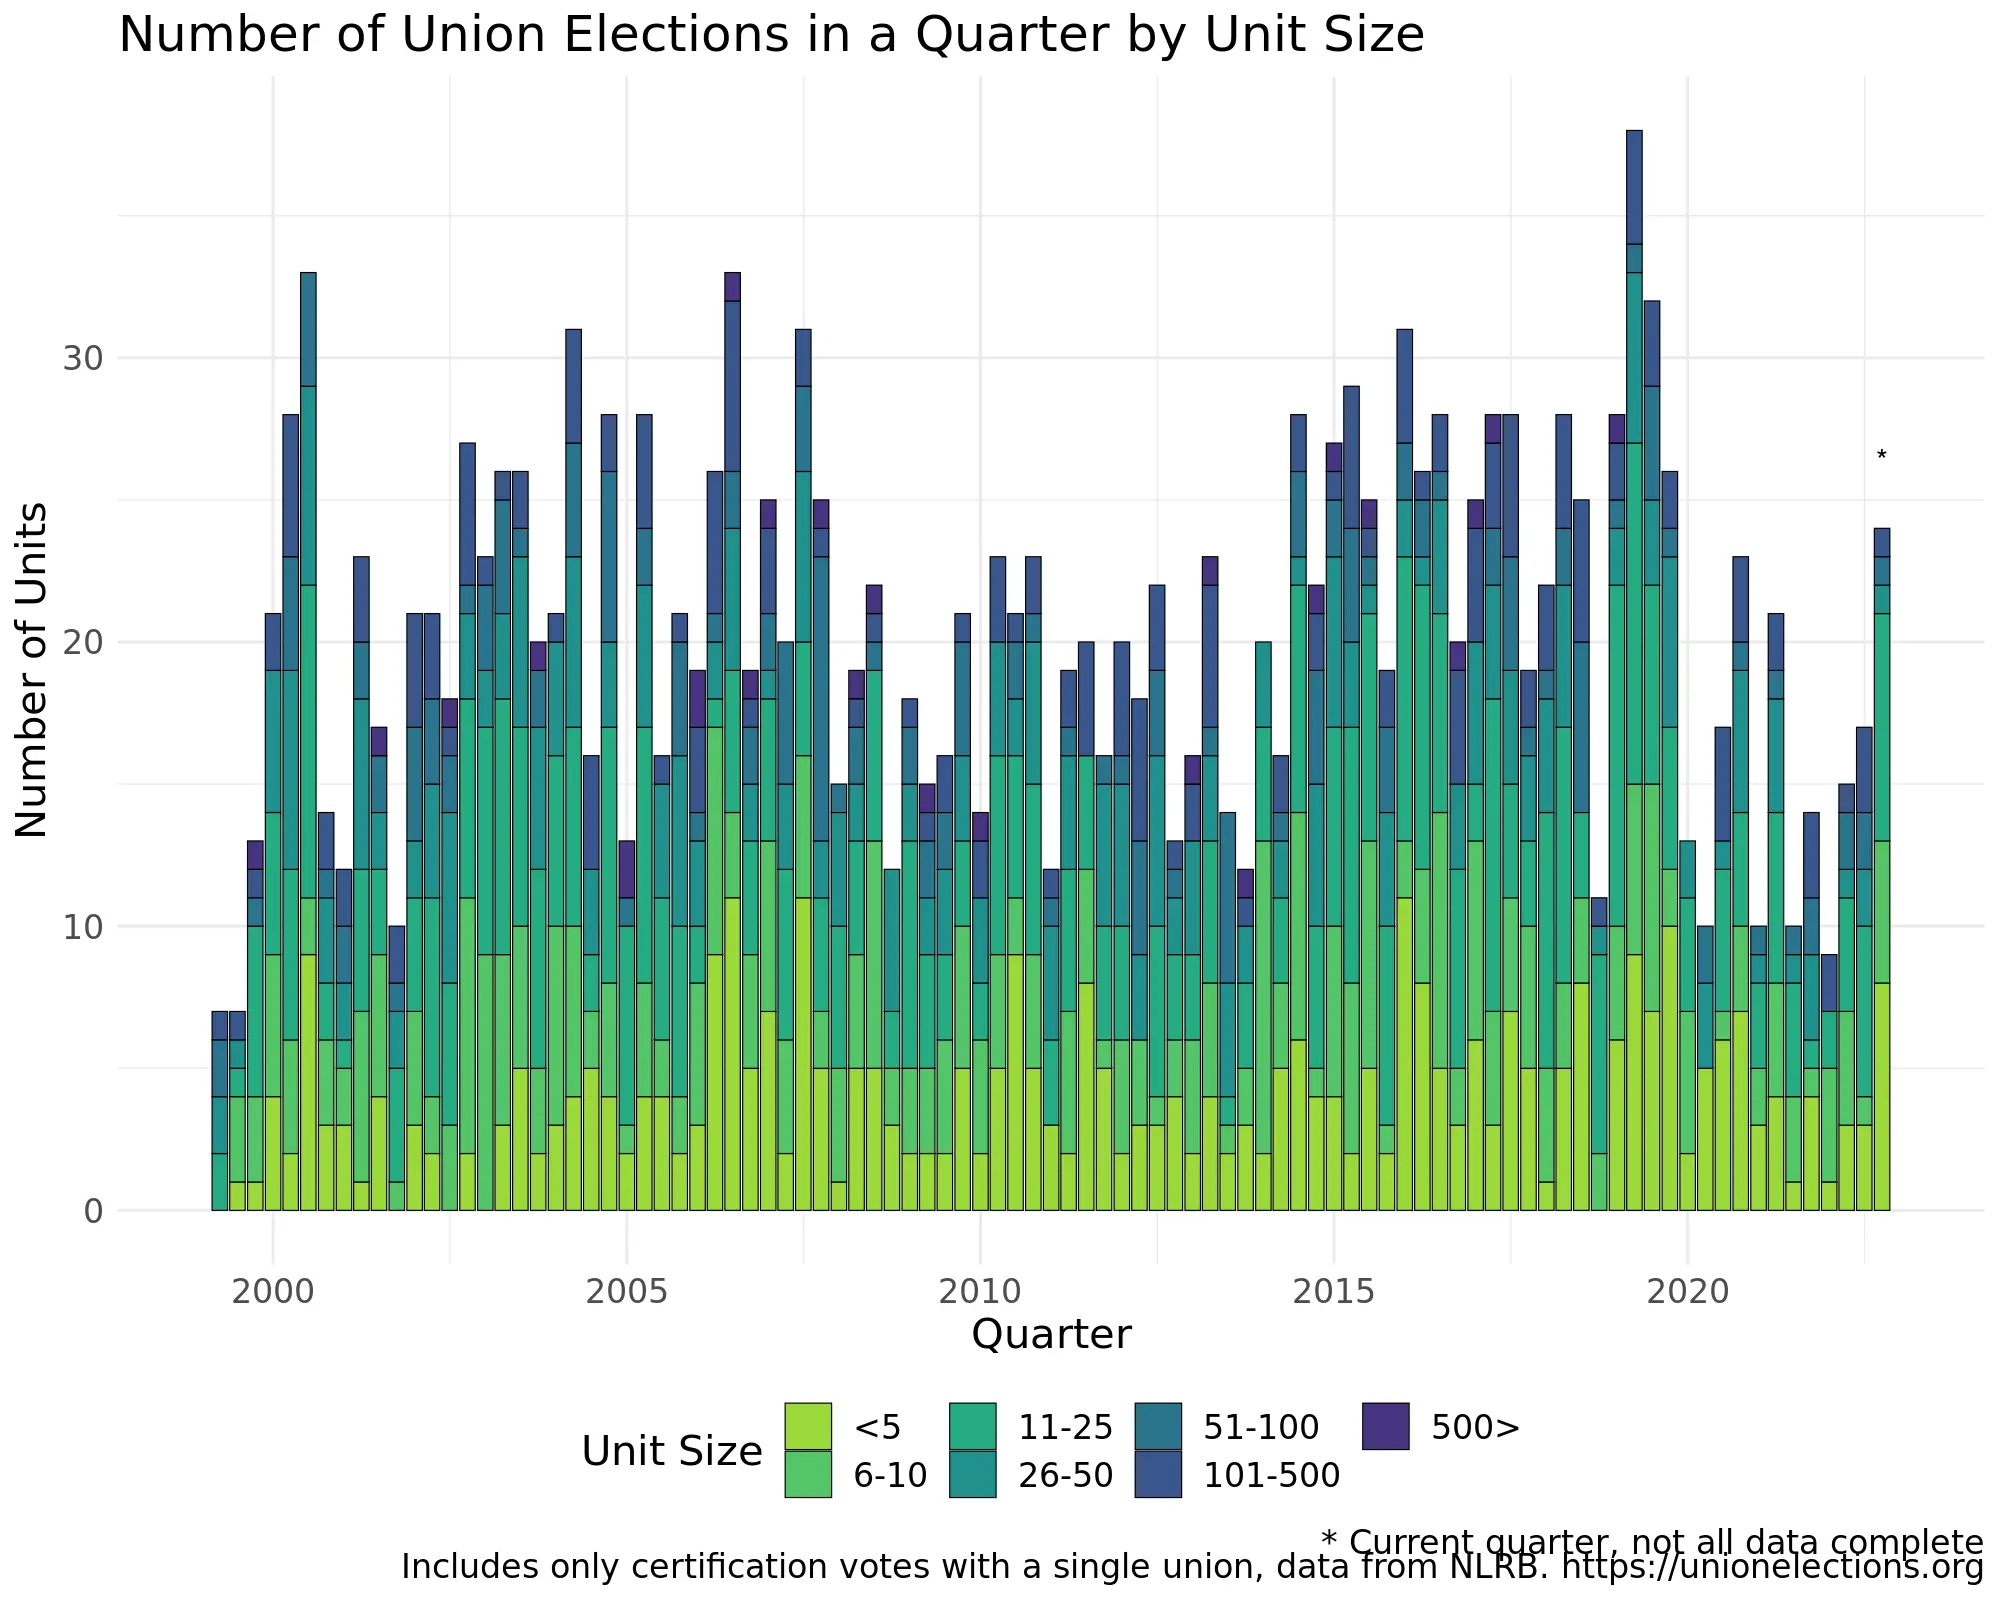 Number of Union Elections in a Quarter by Unit Size
Number of Units
30
20
10
0
*
2000 2005 2010 2015 2020
Quarter
Unit Size
<5 11-25 51-100 500>
6-10 26-50 101-500
* Current quarter, not all data complete
Includes only certification votes with a single union, data from NLRB. https://unionelections.org